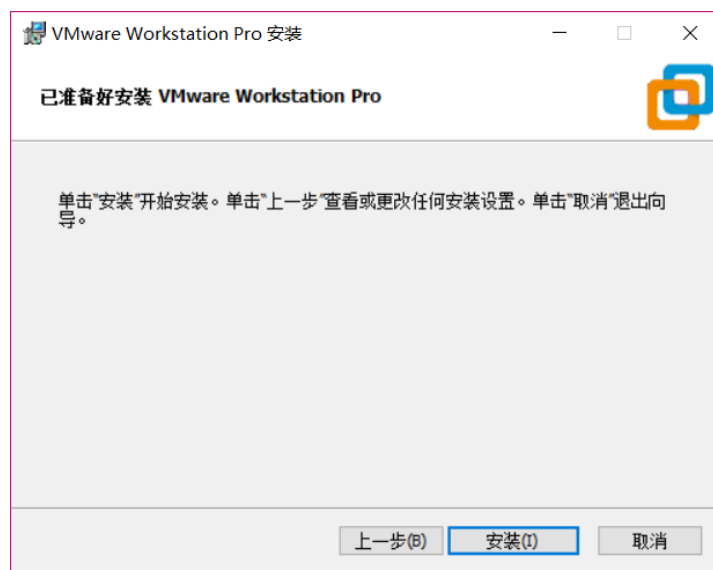 VMware Workstation Pro 安装
已准备好安装 VMware Workstation Pro
单击"安装"开始安装。单击"上一步"查看或更改任何安装设置。单击"取消"退出向
导。
上一步(B) 安装(I) 取消